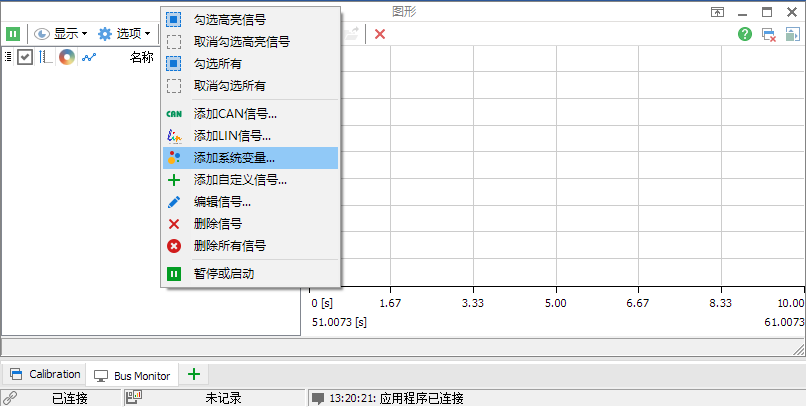 图形
显示
选项
名称
勾选高亮信号
取消勾选高亮信号
勾选所有
取消勾选所有
CAN 添加CAN信号...
添加LIN信号...
添加系统变量...
添加自定义信号...
编辑信号...
删除信号
删除所有信号
暂停或启动
0 [s] 1.67 3.33 5.00 6.67 8.33 10.00
51.0073 [s] 61.0073
Calibration Bus Monitor
已连接 未记录 13:20:21: 应用程序已连接